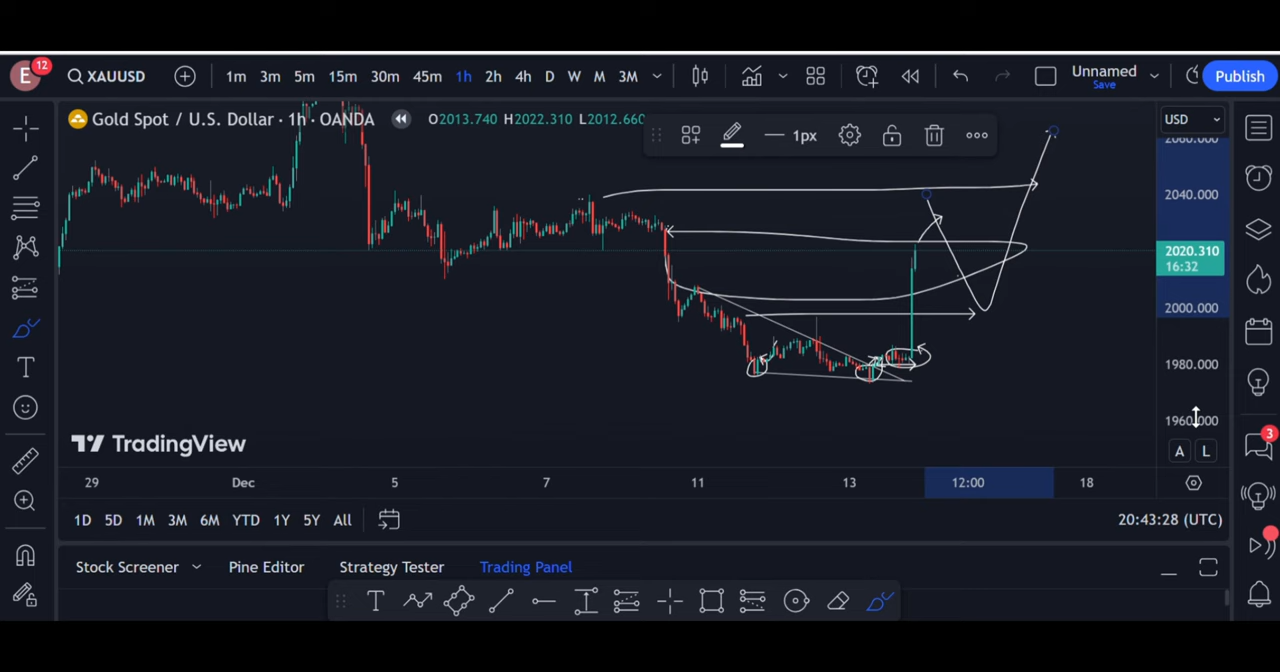 E 12 XAUUSD 1m 3m 5m 15m 30m 45m 1h 2h 4h D W M 3M Unnamed Save Publish
Gold Spot / U.S. Dollar · 1h · OANDA O2013.740 H2022.310 L2012.660 USD
1px
2060.000
2040.000
2020.310
16:32
2000.000
1980.000
1960.000
TradingView
A L
3
29 Dec 5 7 11 13 12:00 18
1D 5D 1M 3M 6M YTD 1Y 5Y All 20:43:28 (UTC)
Stock Screener Pine Editor Strategy Tester Trading Panel
T
T